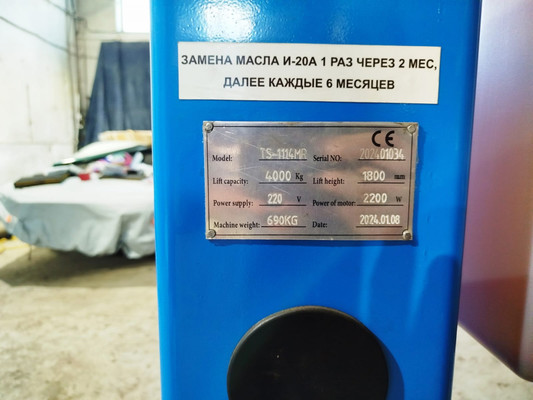 ЗАМЕНА МАСЛА И-20А 1 РАЗ ЧЕРЕЗ 2 МЕС,
ДАЛЕЕ КАЖДЫЕ 6 МЕСЯЦЕВ
CE
Model: TS-1114MR Serial NO: 202401034
Lift capacity: 4000 Kg Lift height: 1800 mm
Power supply: 220 V Power of motor: 2200 W
Machine weight: 690KG Date: 2024.01.08